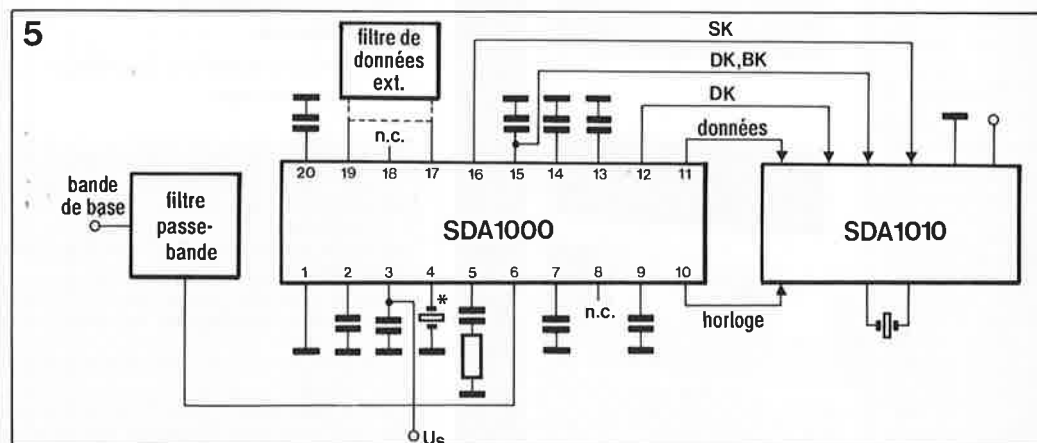 5
filtre de
données
ext.
SK
DK,BK
DK
données
n.c.
20 19 18 17 16 15 14 13 12 11
bande
de base
filtre
passe-
bande
SDA1000
SDA1010
1 2 3 4 5 6 7 8 9 10
*
n.c.
horloge
Us